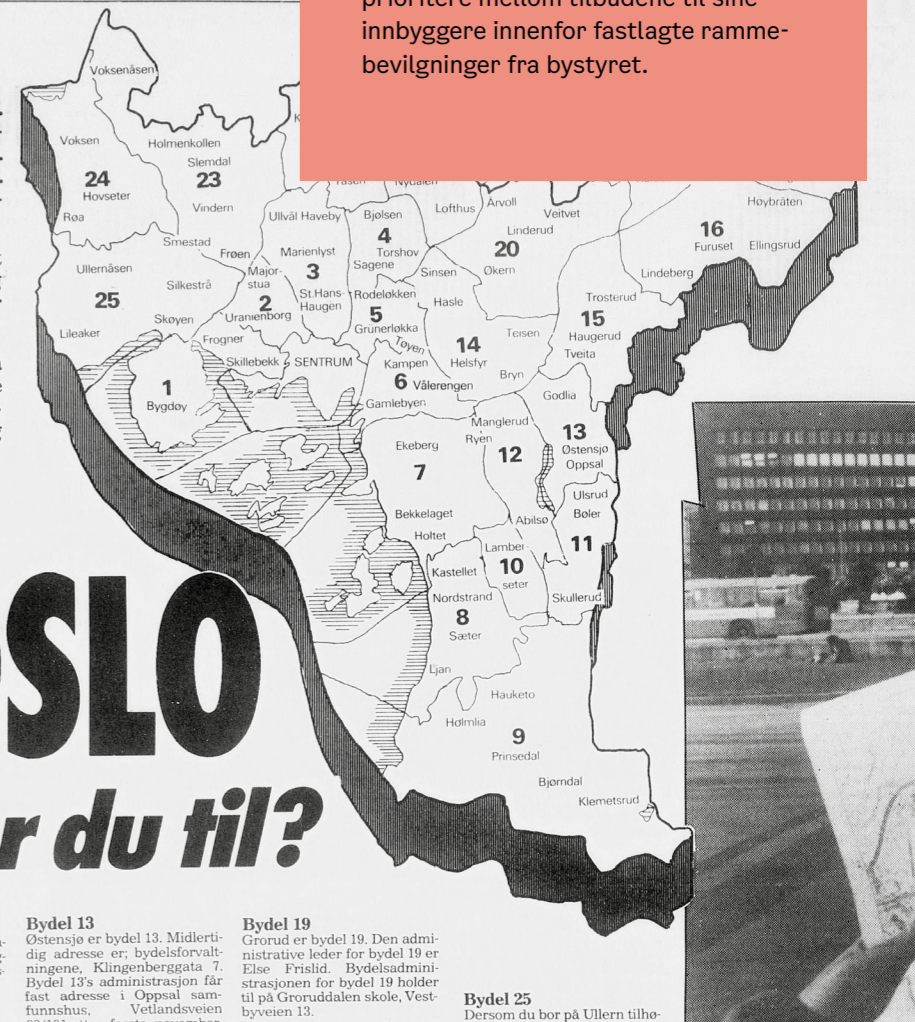 prioritere mellom tilbudene til sine
innbyggere innenfor fastlagte ramme-
bevilgninger fra bystyret.
Voksenåsen
Voksen
24
Hovseter
Røa
Holmenkollen
Slemdal
23
Vindern
Smestad
Frøen
Ullernåsen
25
Silkestrå
Skøyen
Lileaker
Ullvål Haveby
Marienlyst
3
St.Hans-
Haugen
Major-
stua
2
Uranienborg
Frogner
Skillebekk
SENTRUM
Nydalen
Bjølsen
4
Torshov
Sagene
Rodeløkken
5
Grünerløkka
Tøyen
Kampen
6 Vålerengen
Gamlebyen
Lofthus
Årvoll
Veitvet
Linderud
20
Økern
Sinsen
Hasle
14
Helsfyr
Teisen
Bryn
Høybråten
16
Furuset
Ellingsrud
Lindeberg
Trosterud
15
Haugerud
Tveita
Godlia
13
Østensjø
Oppsal
Manglerud
Ryen
12
Ulsrud
Bøler
11
Abilsø
Skullerud
1
Bygdøy
Ekeberg
7
Bekkelaget
Holtet
Lamber-
10
seter
Kastellet
Nordstrand
8
Sæter
Ljan
Hauketo
Holmlia
9
Prinsedal
Bjørndal
Klemetsrud
OSLO
r du til?
Bydel 13
Østensjø er bydel 13. Midlerti-
dig adresse er; bydelsforvalt-
ningene, Klingenberggata 7.
Bydel 13's administrasjon får
fast adresse i Oppsal sam-
funnshus, Vetlandsveien
Bydel 19
Grorud er bydel 19. Den admi-
nistrative leder for bydel 19 er
Else Frislid. Bydelsadmini-
strasjonen for bydel 19 holder
til på Groruddalen skole, Vest-
byveien 13.
Bydel 25
Dersom du bor på Ullern tilhø-